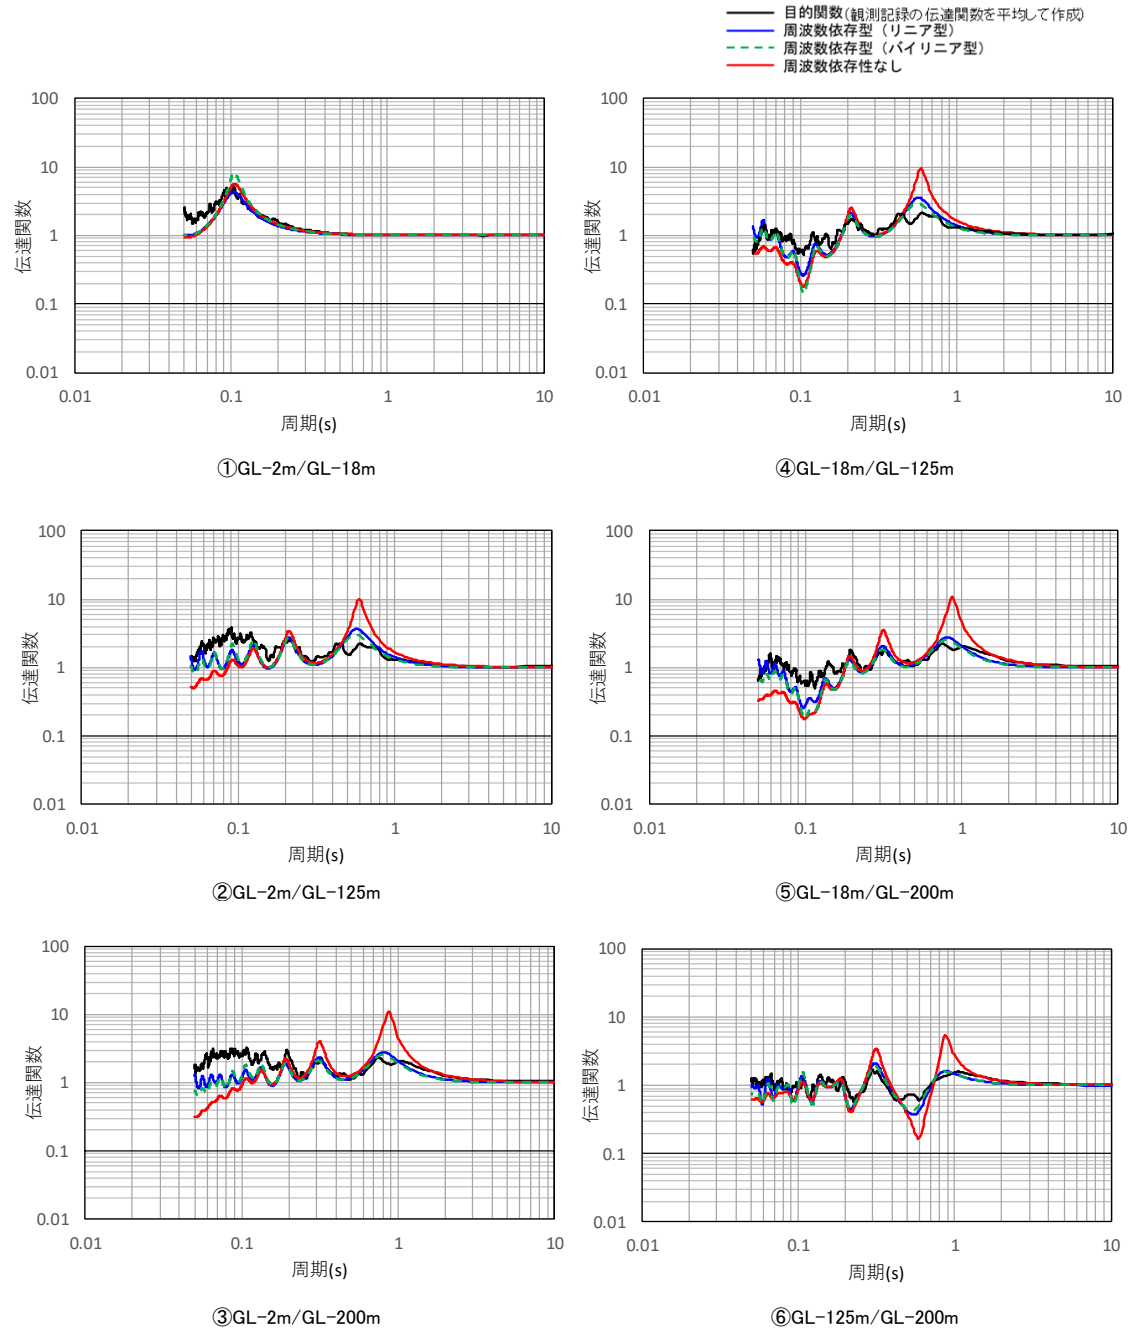 目的関数(観測記録の伝達関数を平均して作成)
周波数依存型（リニア型）
周波数依存型（バイリニア型）
周波数依存性なし
100
10
1
0.1
0.01
伝達関数
0.01
0.1
1
10
周期(s)
①GL-2m/GL-18m
100
10
1
0.1
0.01
伝達関数
0.01
0.1
1
10
周期(s)
④GL-18m/GL-125m
100
10
1
0.1
0.01
伝達関数
0.01
0.1
1
10
周期(s)
②GL-2m/GL-125m
100
10
1
0.1
0.01
伝達関数
0.01
0.1
1
10
周期(s)
⑤GL-18m/GL-200m
100
10
1
0.1
0.01
伝達関数
0.01
0.1
1
10
周期(s)
③GL-2m/GL-200m
100
10
1
0.1
0.01
伝達関数
0.01
0.1
1
10
周期(s)
⑥GL-125m/GL-200m